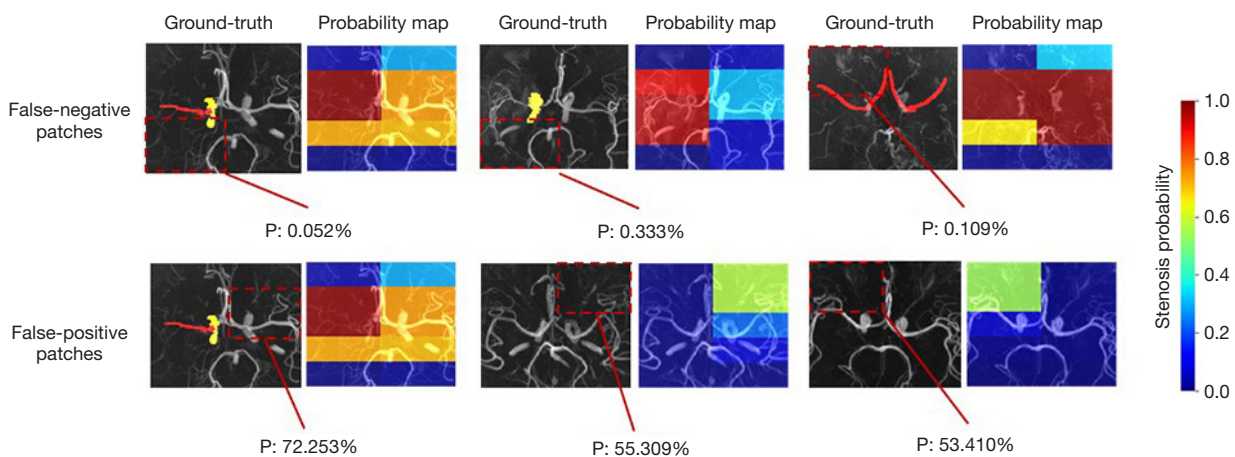 Ground-truth Probability map Ground-truth Probability map Ground-truth Probability map
False-negative
patches
P: 0.052% P: 0.333% P: 0.109%
False-positive
patches
P: 72.253% P: 55.309% P: 53.410%
Stenosis probability
1.0
0.8
0.6
0.4
0.2
0.0